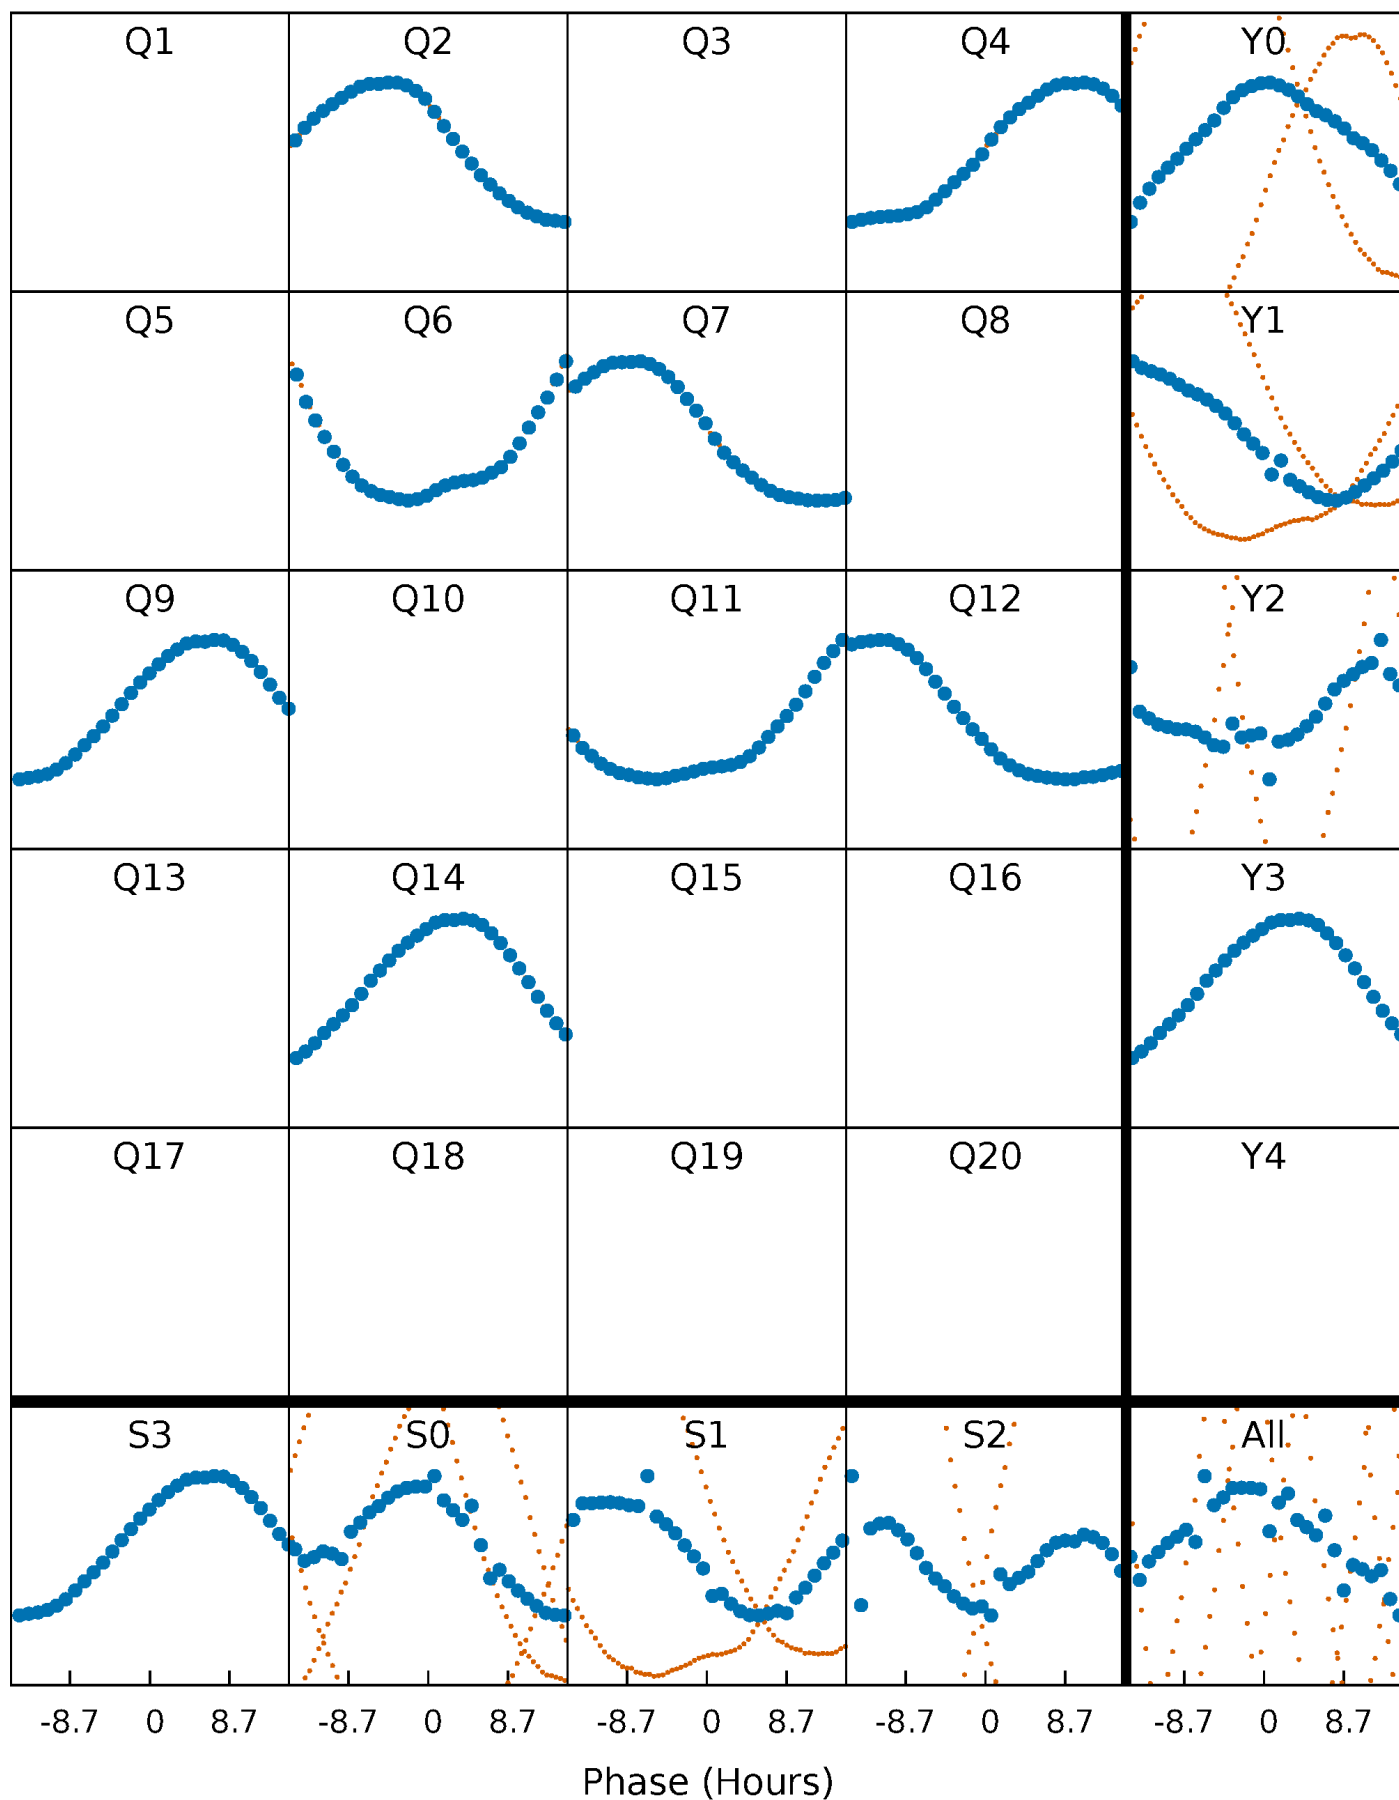 Q1 Q2 Q3 Q4 Y0
Q5 Q6 Q7 Q8 Y1
Q9 Q10 Q11 Q12 Y2
Q13 Q14 Q15 Q16 Y3
Q17 Q18 Q19 Q20 Y4
S3 S0 S1 S2 All
-8.7 0 8.7 -8.7 0 8.7 -8.7 0 8.7 -8.7 0 8.7 -8.7 0 8.7
Phase (Hours)